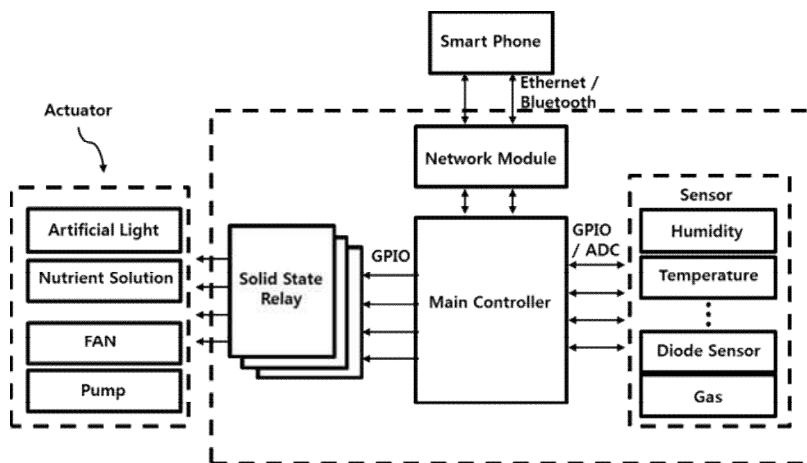 Smart Phone
Ethernet /
Bluetooth
Actuator
Network Module
Sensor
Artificial Light
Nutrient Solution
FAN
Pump
Solid State
Relay
GPIO
Main Controller
GPIO
/ ADC
Humidity
Temperature
Diode Sensor
Gas